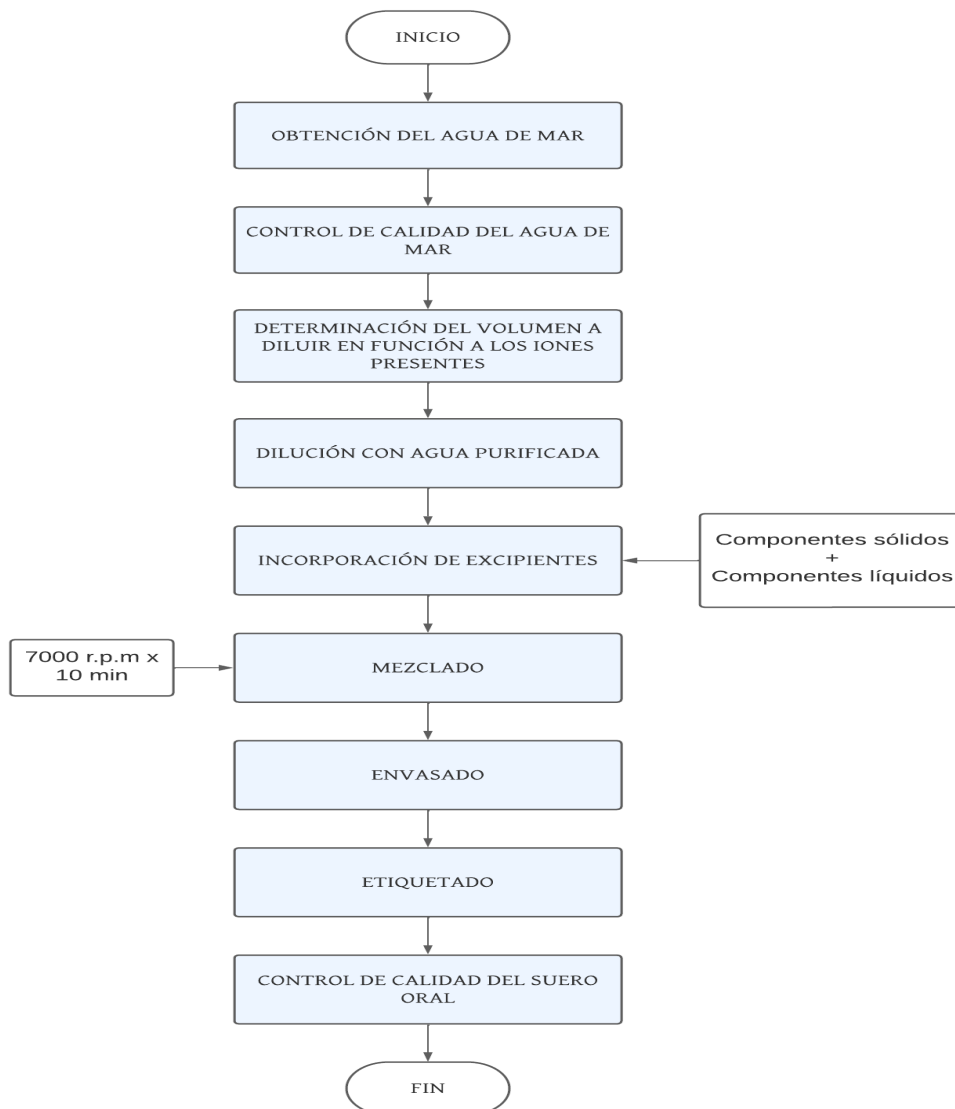 INICIO
OBTENCIÓN DEL AGUA DE MAR
CONTROL DE CALIDAD DEL AGUA DE
MAR
DETERMINACIÓN DEL VOLUMEN A
DILUIR EN FUNCIÓN A LOS IONES
PRESENTES
DILUCIÓN CON AGUA PURIFICADA
INCORPORACIÓN DE EXCIPIENTES
Componentes sólidos
+
Componentes líquidos
7000 r.p.m x
10 min
MEZCLADO
ENVASADO
ETIQUETADO
CONTROL DE CALIDAD DEL SUERO
ORAL
FIN